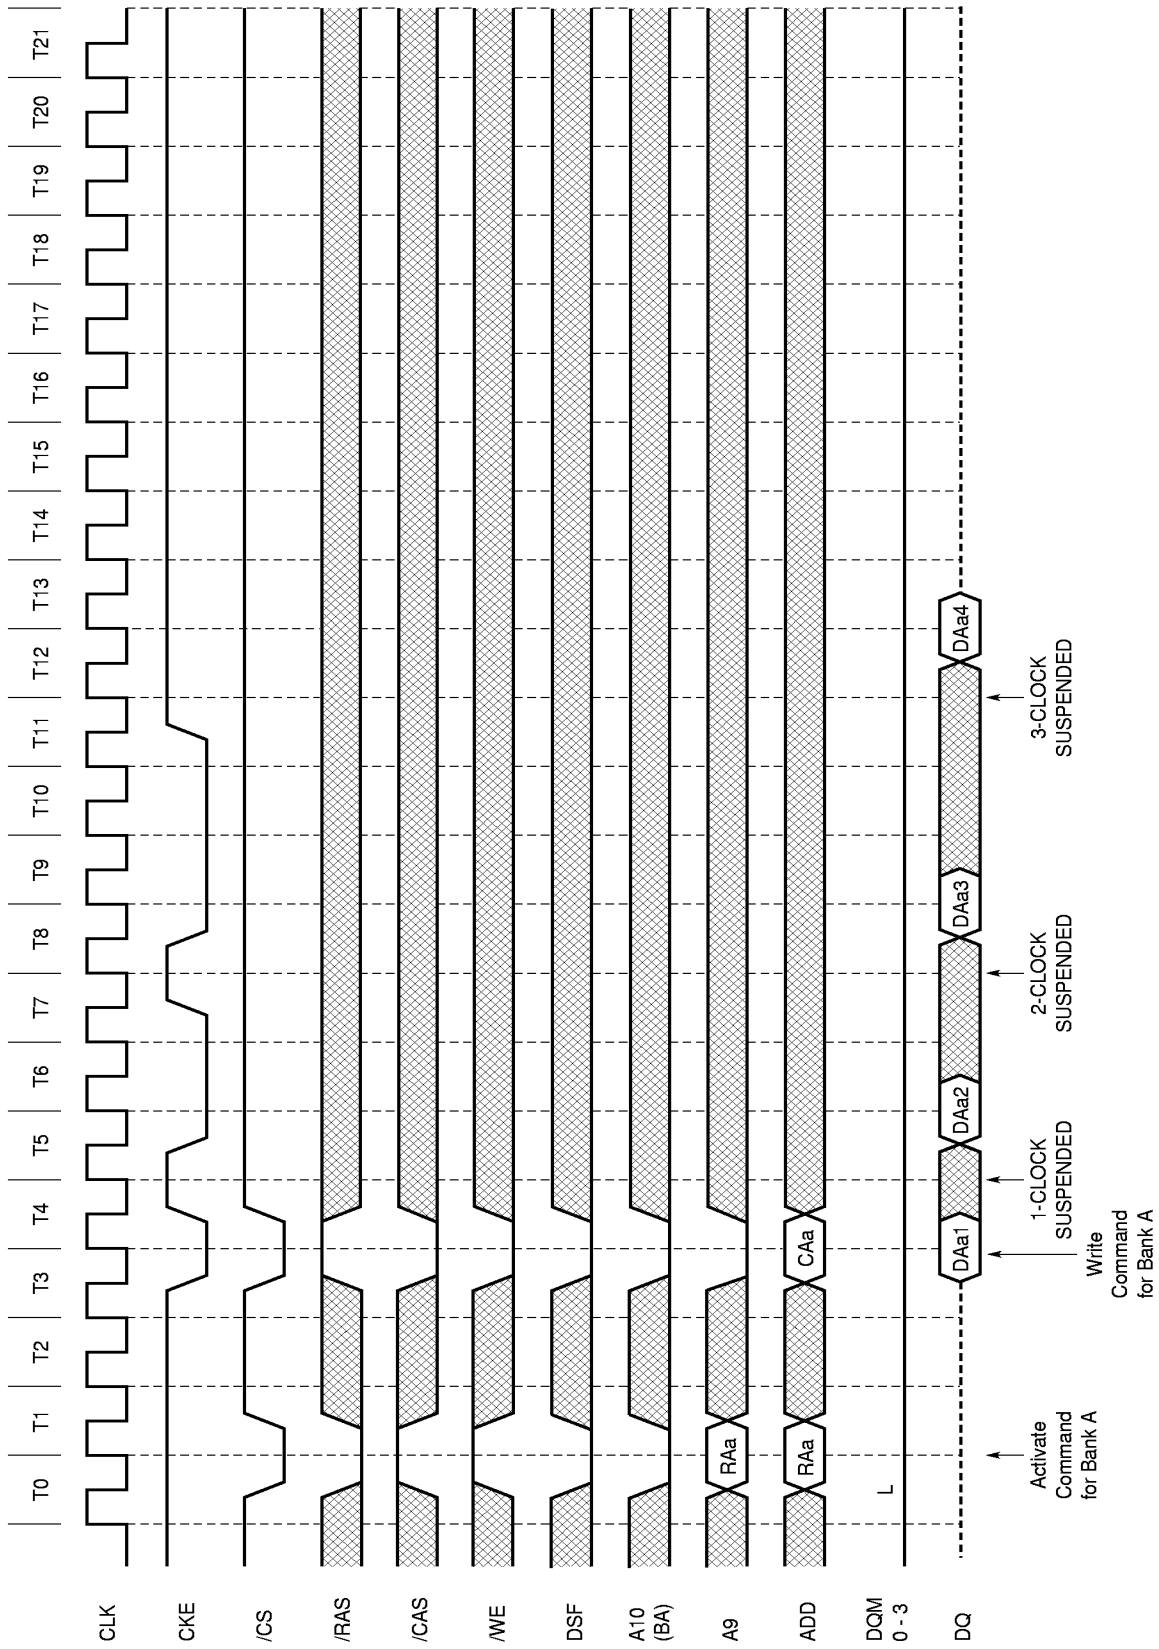 T0 T1 T2 T3 T4 T5 T6 T7 T8 T9 T10 T11 T12 T13 T14 T15 T16 T17 T18 T19 T20 T21
CLK
CKE
/CS
/RAS
/CAS
/WE
DSF
A10
(BA)
A9
RAa
ADD
RAa CAa
DQM
0 - 3
L
DQ
DAa1 DAa2 DAa3 DAa4
Activate
Command
for Bank A
Write
Command
for Bank A
1-CLOCK
SUSPENDED
2-CLOCK
SUSPENDED
3-CLOCK
SUSPENDED